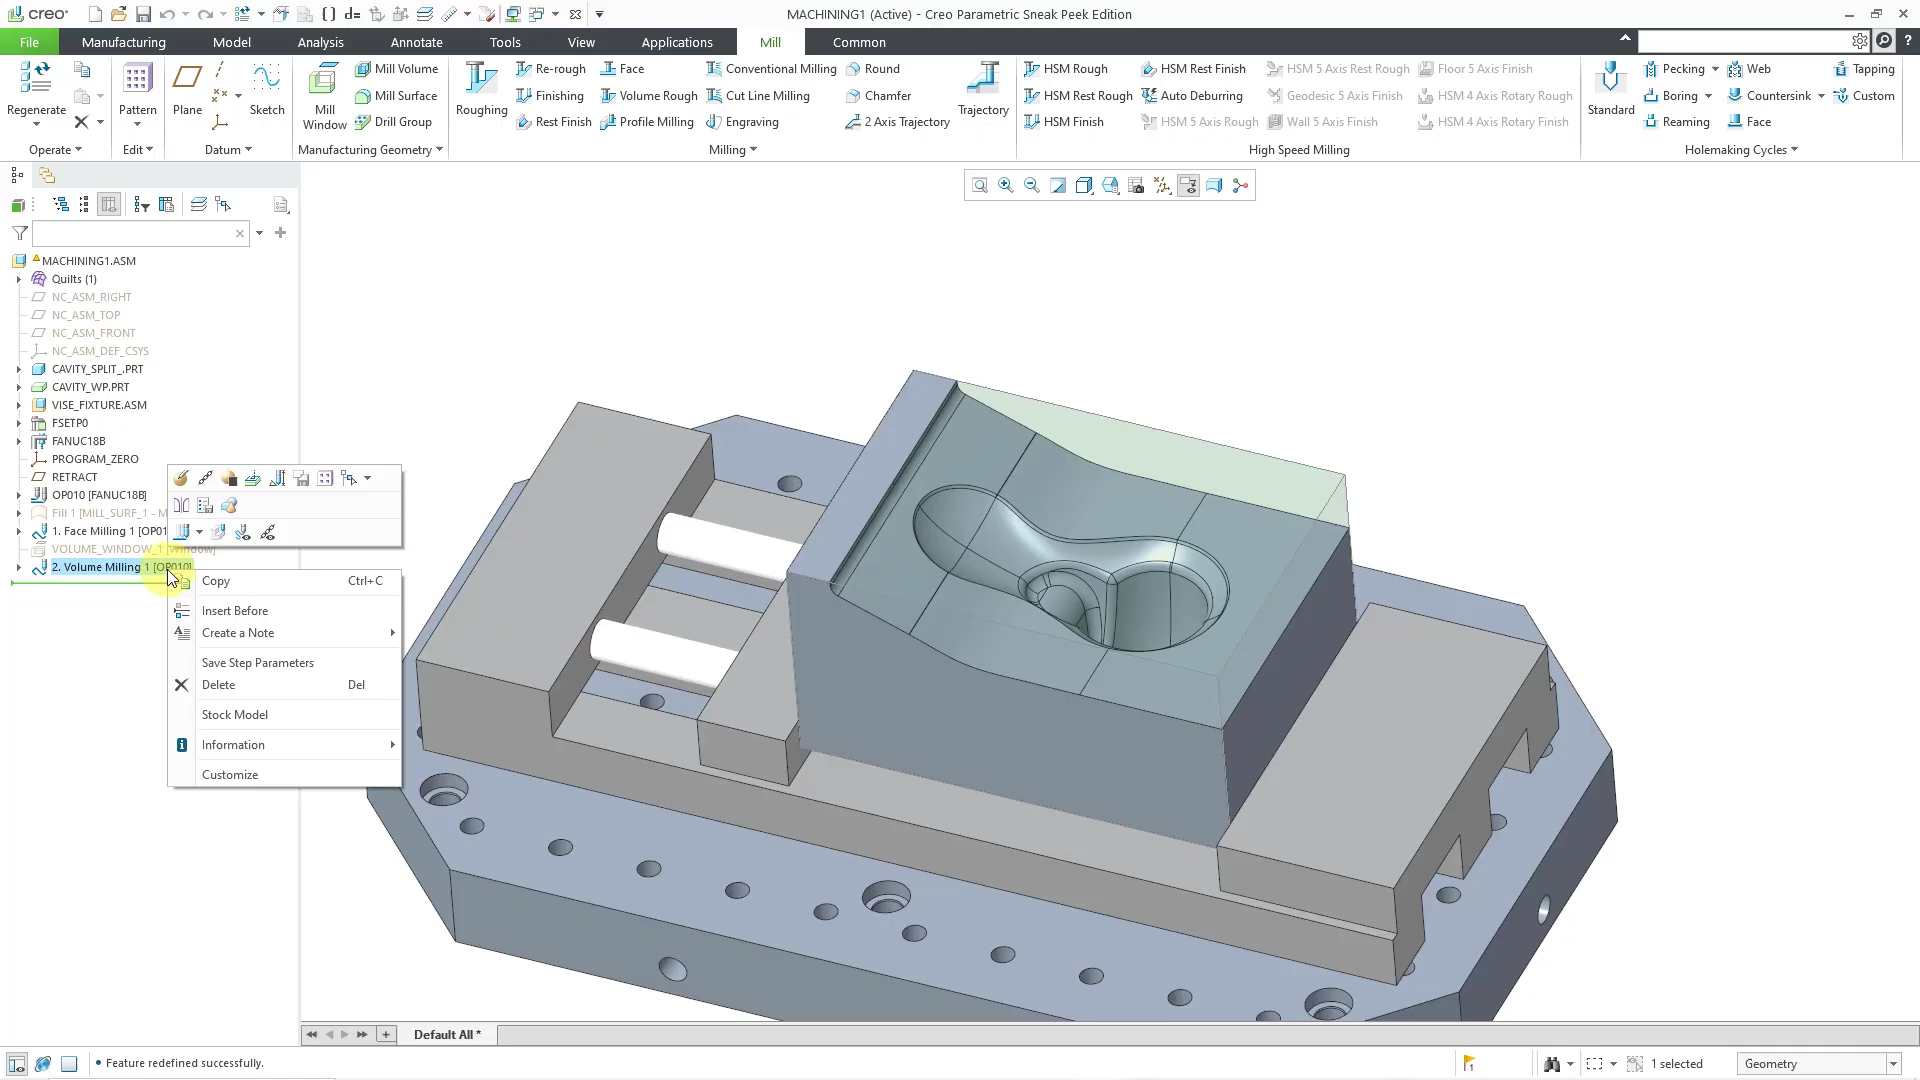 creo
MACHINING1 (Active) - Creo Parametric Sneak Peek Edition
File Manufacturing Model Analysis Annotate Tools View Applications Mill Common
Regenerate
Operate
Pattern
Edit
Plane
Sketch
Datum
Mill Window
Mill Volume
Mill Surface
Drill Group
Manufacturing Geometry
Roughing
Re-rough
Finishing
Rest Finish
Face
Volume Rough
Profile Milling
Conventional Milling
Cut Line Milling
Engraving
Round
Chamfer
2 Axis Trajectory
Trajectory
Milling
HSM Rough
HSM Rest Rough
HSM Finish
HSM Rest Finish
Auto Deburring
HSM 5 Axis Rough
HSM 5 Axis Rest Rough
Geodesic 5 Axis Finish
Wall 5 Axis Finish
Floor 5 Axis Finish
HSM 4 Axis Rotary Rough
HSM 4 Axis Rotary Finish
High Speed Milling
Standard
Pecking
Boring
Reaming
Web
Countersink
Face
Tapping
Custom
Holemaking Cycles
MACHINING1.ASM
Quilts (1)
NC_ASM_RIGHT
NC_ASM_TOP
NC_ASM_FRONT
NC_ASM_DEF_CSYS
CAVITY_SPLIT_.PRT
CAVITY_WP.PRT
VISE_FIXTURE.ASM
FSETP0
FANUC18B
PROGRAM_ZERO
RETRACT
OP010 [FANUC18B]
Fill 1 [MILL_SURF_1 - M
1. Face Milling 1 [OP01
VOLUME_WINDOW_1 [Window]
2. Volume Milling 1 [OP010]
Copy Ctrl+C
Insert Before
Create a Note
Save Step Parameters
Delete Del
Stock Model
Information
Customize
Default All *
Feature redefined successfully.
1 selected
Geometry